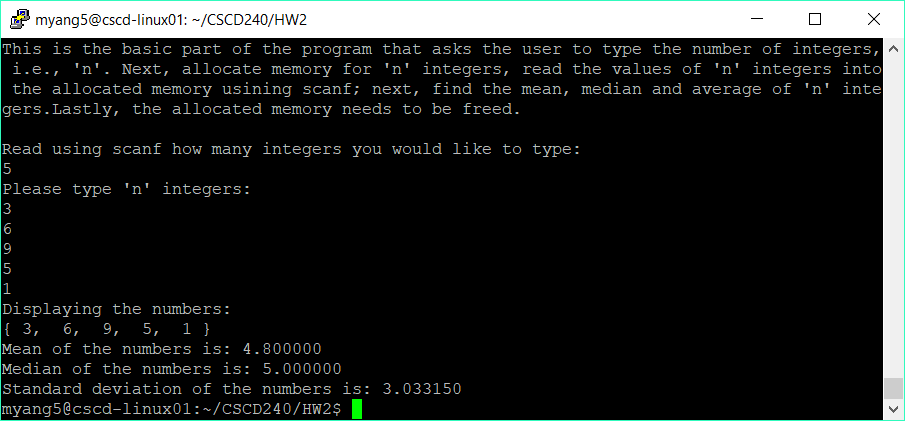 myang5@cscd-linux01: ~/CSCD240/HW2
This is the basic part of the program that asks the user to type the number of integers,
 i.e., 'n'. Next, allocate memory for 'n' integers, read the values of 'n' integers into
 the allocated memory usining scanf; next, find the mean, median and average of 'n' inte
gers.Lastly, the allocated memory needs to be freed.
Read using scanf how many integers you would like to type:
5
Please type 'n' integers:
3
6
9
5
1
Displaying the numbers:
{ 3,  6,  9,  5,  1 }
Mean of the numbers is: 4.800000
Median of the numbers is: 5.000000
Standard deviation of the numbers is: 3.033150
myang5@cscd-linux01:~/CSCD240/HW2$